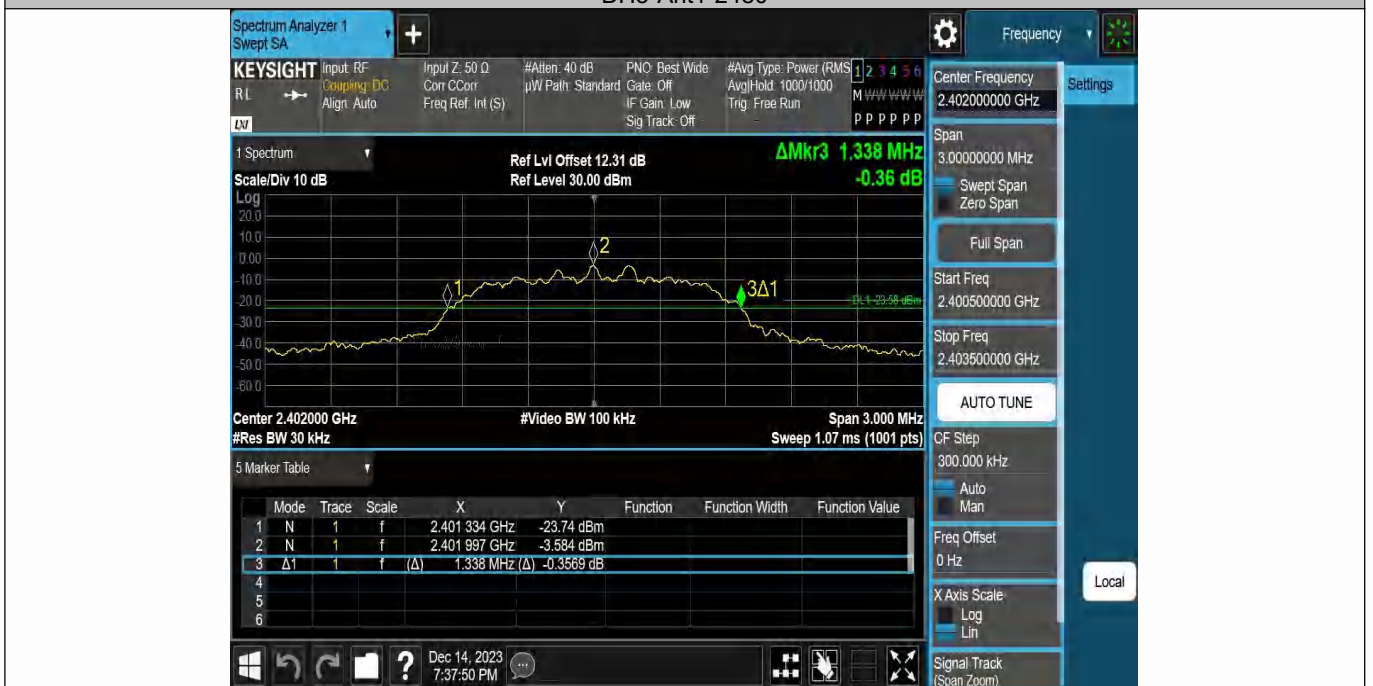 Spectrum Analyzer 1
Swept SA
+
Frequency
KEYSIGHT
RL
LXI
Input: RF
Coupling: DC
Align: Auto
Input Z: 50 Ω
Corr CCorr
Freq Ref: Int (S)
#Atten: 40 dB
µW Path: Standard
PNO: Best Wide
Gate: Off
IF Gain: Low
Sig Track: Off
#Avg Type: Power (RMS
Avg|Hold: 1000/1000
Trig: Free Run
1 2 3 4 5 6
M W W W W W
P P P P P P
1 Spectrum
Scale/Div 10 dB
Ref Lvl Offset 12.31 dB
Ref Level 30.00 dBm
ΔMkr3 1.338 MHz
-0.36 dB
Log
20.0
10.0
0.00
-10.0
-20.0
-30.0
-40.0
-50.0
-60.0
1
2
3Δ1
DL1 -23.58 dBm
Center 2.402000 GHz
#Video BW 100 kHz
Span 3.000 MHz
#Res BW 30 kHz
Sweep 1.07 ms (1001 pts)
5 Marker Table
Mode Trace Scale X Y Function Function Width Function Value
1 N 1 f 2.401 334 GHz -23.74 dBm
2 N 1 f 2.401 997 GHz -3.584 dBm
3 Δ1 1 f (Δ) 1.338 MHz (Δ) -0.3569 dB
4
5
6
?
Dec 14, 2023
7:37:50 PM
Center Frequency
2.402000000 GHz
Settings
Span
3.00000000 MHz
Swept Span
Zero Span
Full Span
Start Freq
2.400500000 GHz
Stop Freq
2.403500000 GHz
AUTO TUNE
CF Step
300.000 kHz
Auto
Man
Freq Offset
0 Hz
X Axis Scale
Log
Lin
Local
Signal Track
(Span Zoom)